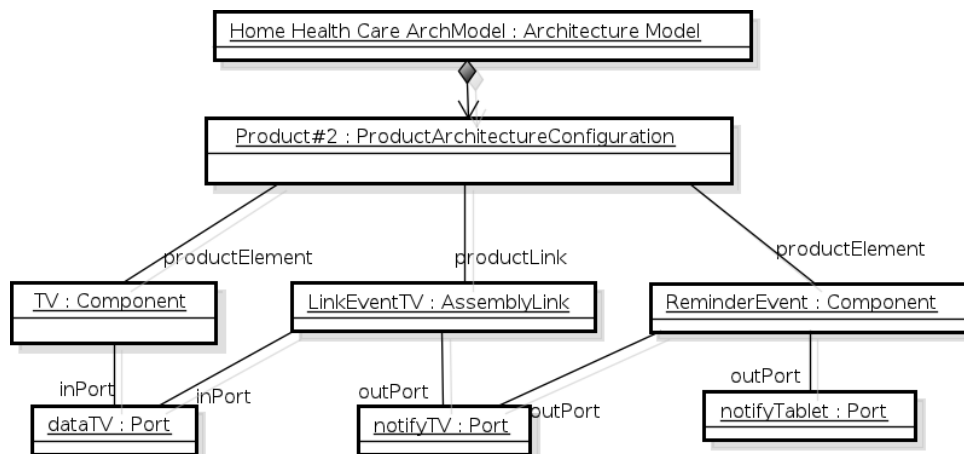 Home Health Care ArchModel : Architecture Model
Product#2 : ProductArchitectureConfiguration
productElement
productLink
productElement
TV : Component
LinkEventTV : AssemblyLink
ReminderEvent : Component
inPort
inPort
outPort
outPort
outPort
dataTV : Port
notifyTV : Port
notifyTablet : Port